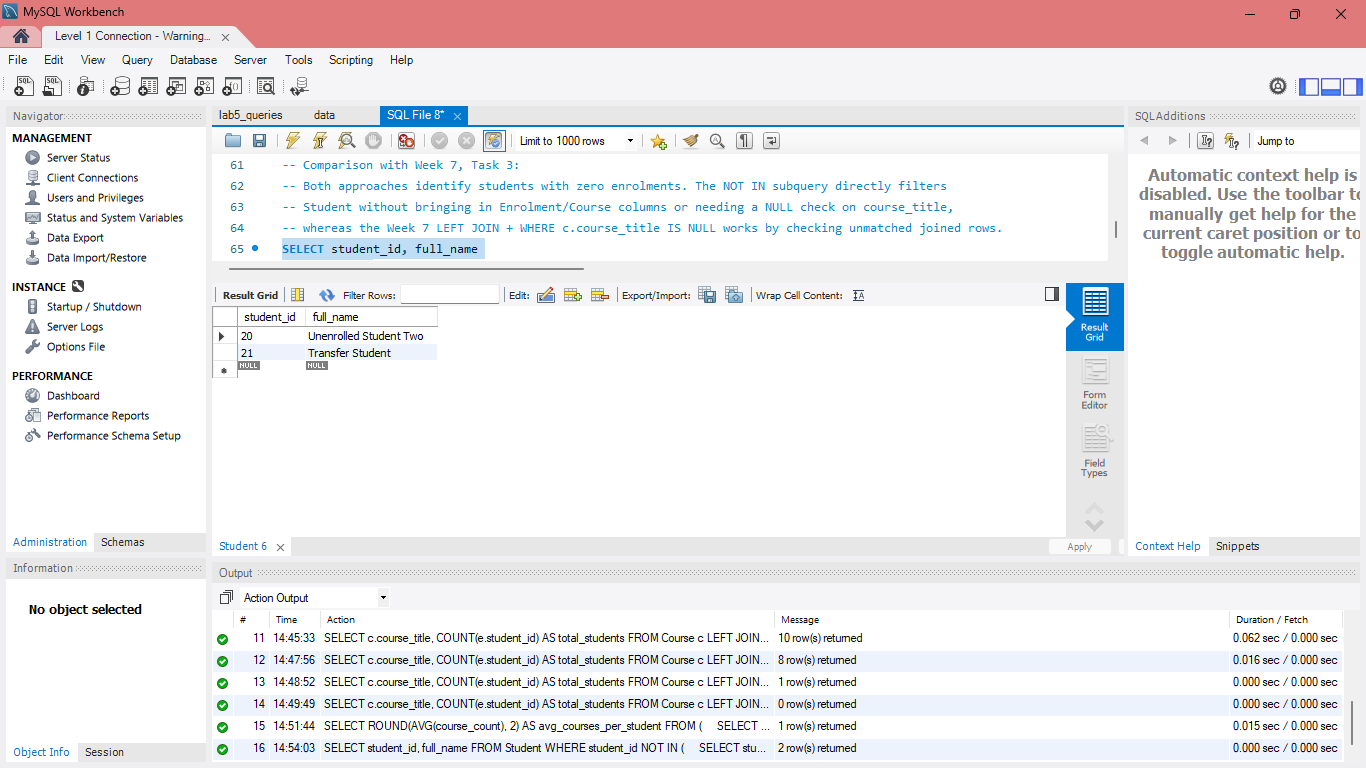 MySQL Workbench
Level 1 Connection - Warning...
File Edit View Query Database Server Tools Scripting Help
Navigator
MANAGEMENT
Server Status
Client Connections
Users and Privileges
Status and System Variables
Data Export
Data Import/Restore
INSTANCE
Startup / Shutdown
Server Logs
Options File
PERFORMANCE
Dashboard
Performance Reports
Performance Schema Setup
Administration Schemas
Information
No object selected
Object Info Session
lab5_queries data SQL File 8*
Limit to 1000 rows
61 -- Comparison with Week 7, Task 3:
62 -- Both approaches identify students with zero enrolments. The NOT IN subquery directly filters
63 -- Student without bringing in Enrolment/Course columns or needing a NULL check on course_title,
64 -- whereas the Week 7 LEFT JOIN + WHERE c.course_title IS NULL works by checking unmatched joined rows.
65 SELECT student_id, full_name
Result Grid Filter Rows: Edit: Export/Import: Wrap Cell Content: IA
student_id full_name
20 Unenrolled Student Two
21 Transfer Student
NULL NULL
Result Grid
Form Editor
Field Types
Student 6 Apply
SQLAdditions
Jump to
Automatic context help is
disabled. Use the toolbar to
manually get help for the
current caret position or to
toggle automatic help.
Context Help Snippets
Output
Action Output
# Time Action Message Duration / Fetch
11 14:45:33 SELECT c.course_title, COUNT(e.student_id) AS total_students FROM Course c LEFT JOIN... 10 row(s) returned 0.062 sec / 0.000 sec
12 14:47:56 SELECT c.course_title, COUNT(e.student_id) AS total_students FROM Course c LEFT JOIN... 8 row(s) returned 0.016 sec / 0.000 sec
13 14:48:52 SELECT c.course_title, COUNT(e.student_id) AS total_students FROM Course c LEFT JOIN... 1 row(s) returned 0.000 sec / 0.000 sec
14 14:49:49 SELECT c.course_title, COUNT(e.student_id) AS total_students FROM Course c LEFT JOIN... 0 row(s) returned 0.000 sec / 0.000 sec
15 14:51:44 SELECT ROUND(AVG(course_count), 2) AS avg_courses_per_student FROM ( SELECT ... 1 row(s) returned 0.015 sec / 0.000 sec
16 14:54:03 SELECT student_id, full_name FROM Student WHERE student_id NOT IN ( SELECT stu... 2 row(s) returned 0.000 sec / 0.000 sec